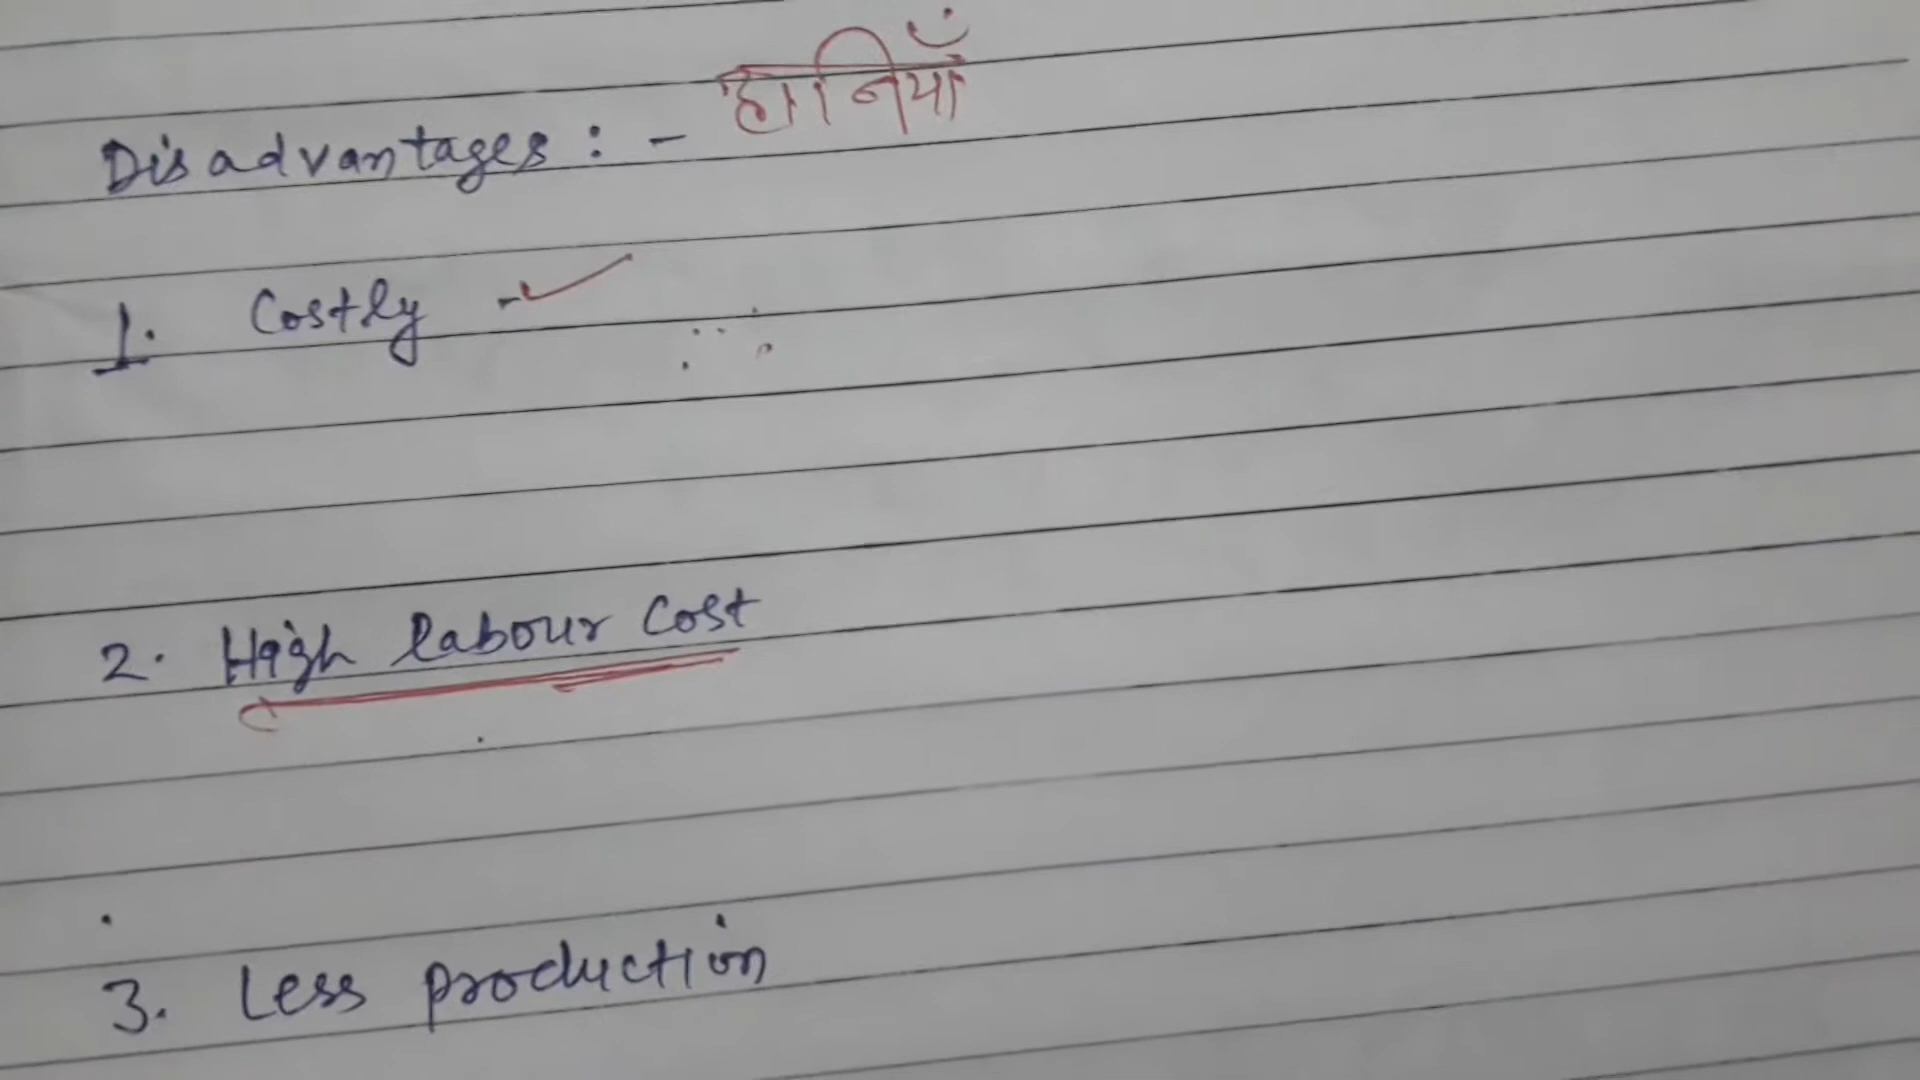 Disadvantages : - हानियाँ
1. Costly -
2. High labour cost
3. Less production